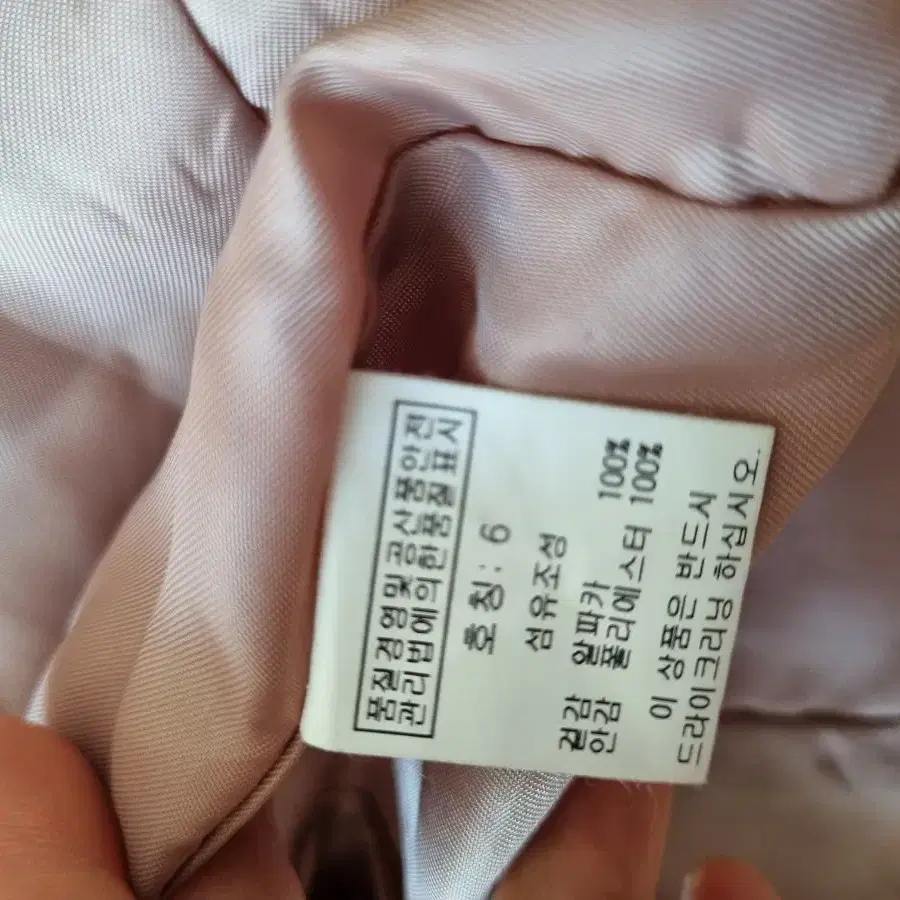 품질경영 및 공산품안전
관리법에 의한 품질표시
호칭: 6
섬유조성
겉감 알파카 100%
안감 폴리에스터 100%
이 상품은 반드시
드라이크리닝 하십시오.